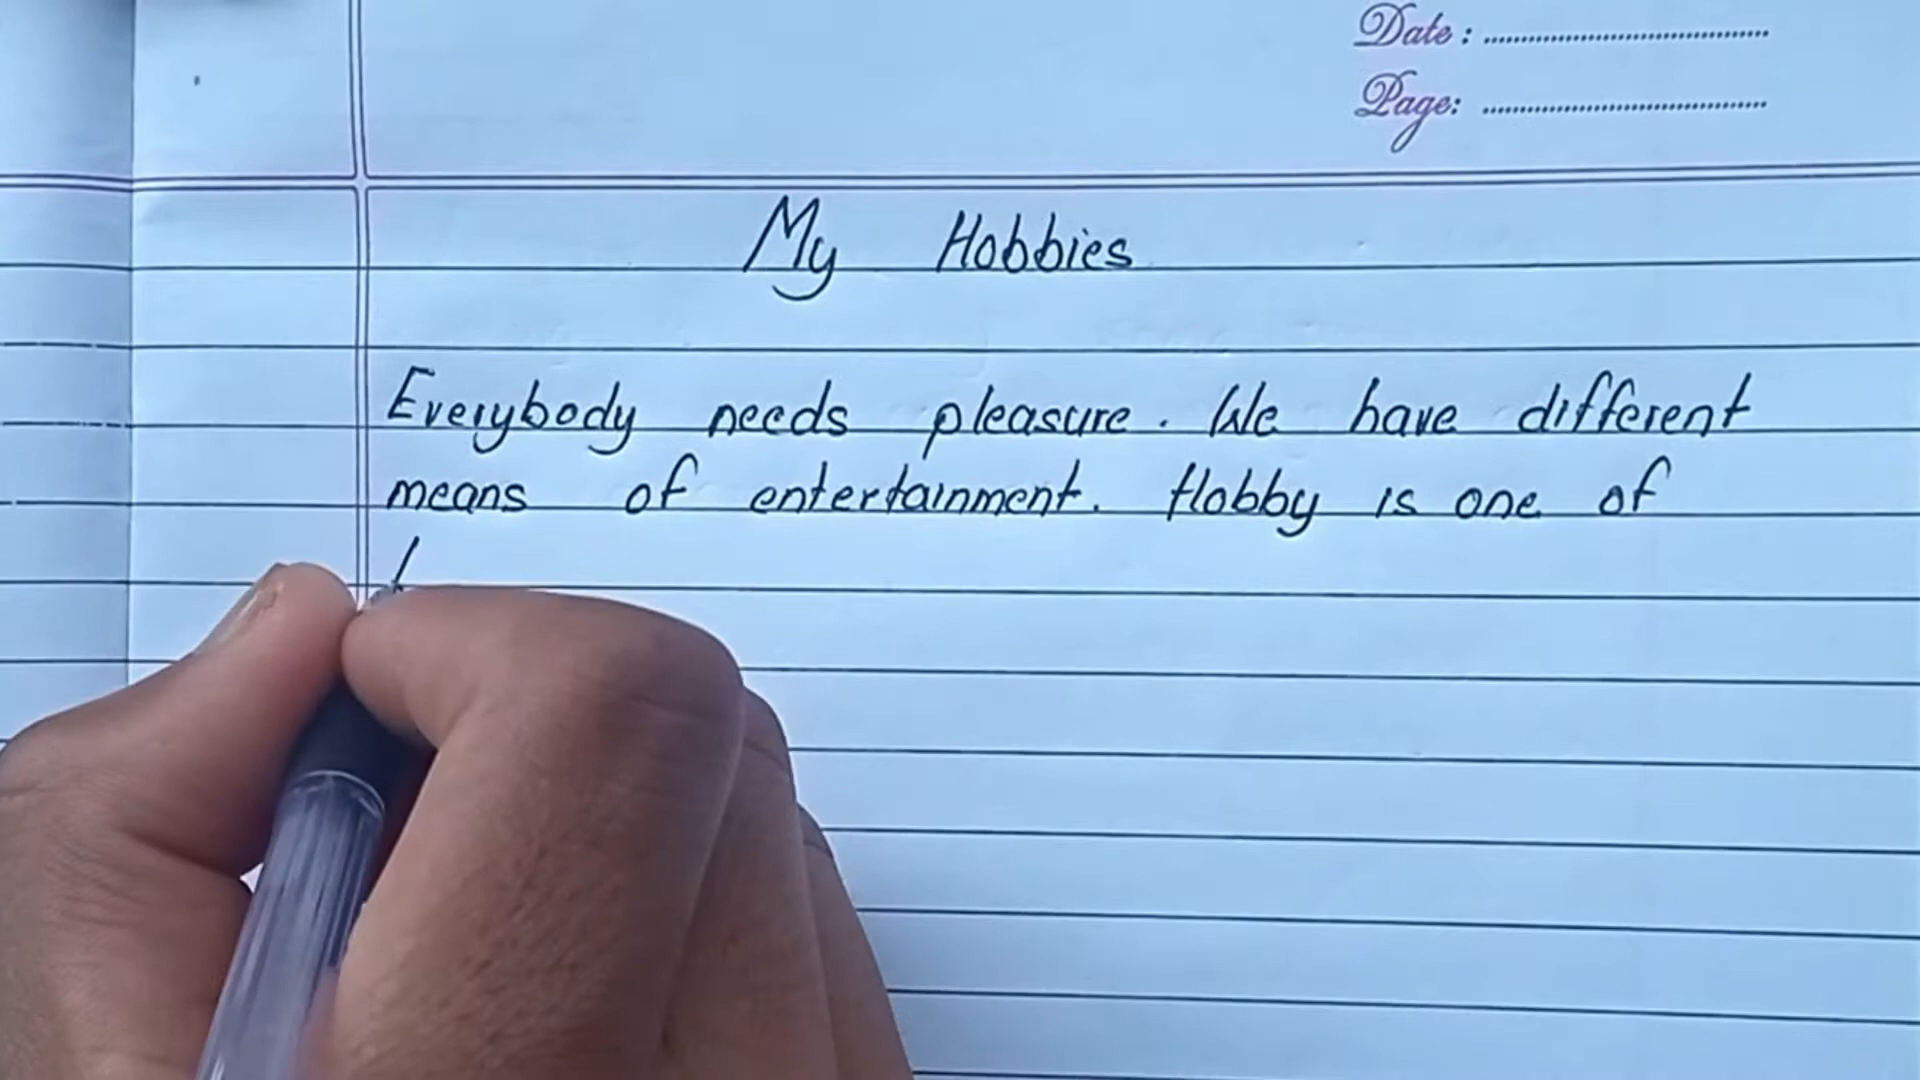 Date : ..........................................
Page: ..........................................
My Hobbies
Everybody needs pleasure. We have different
means of entertainment. Hobby is one of